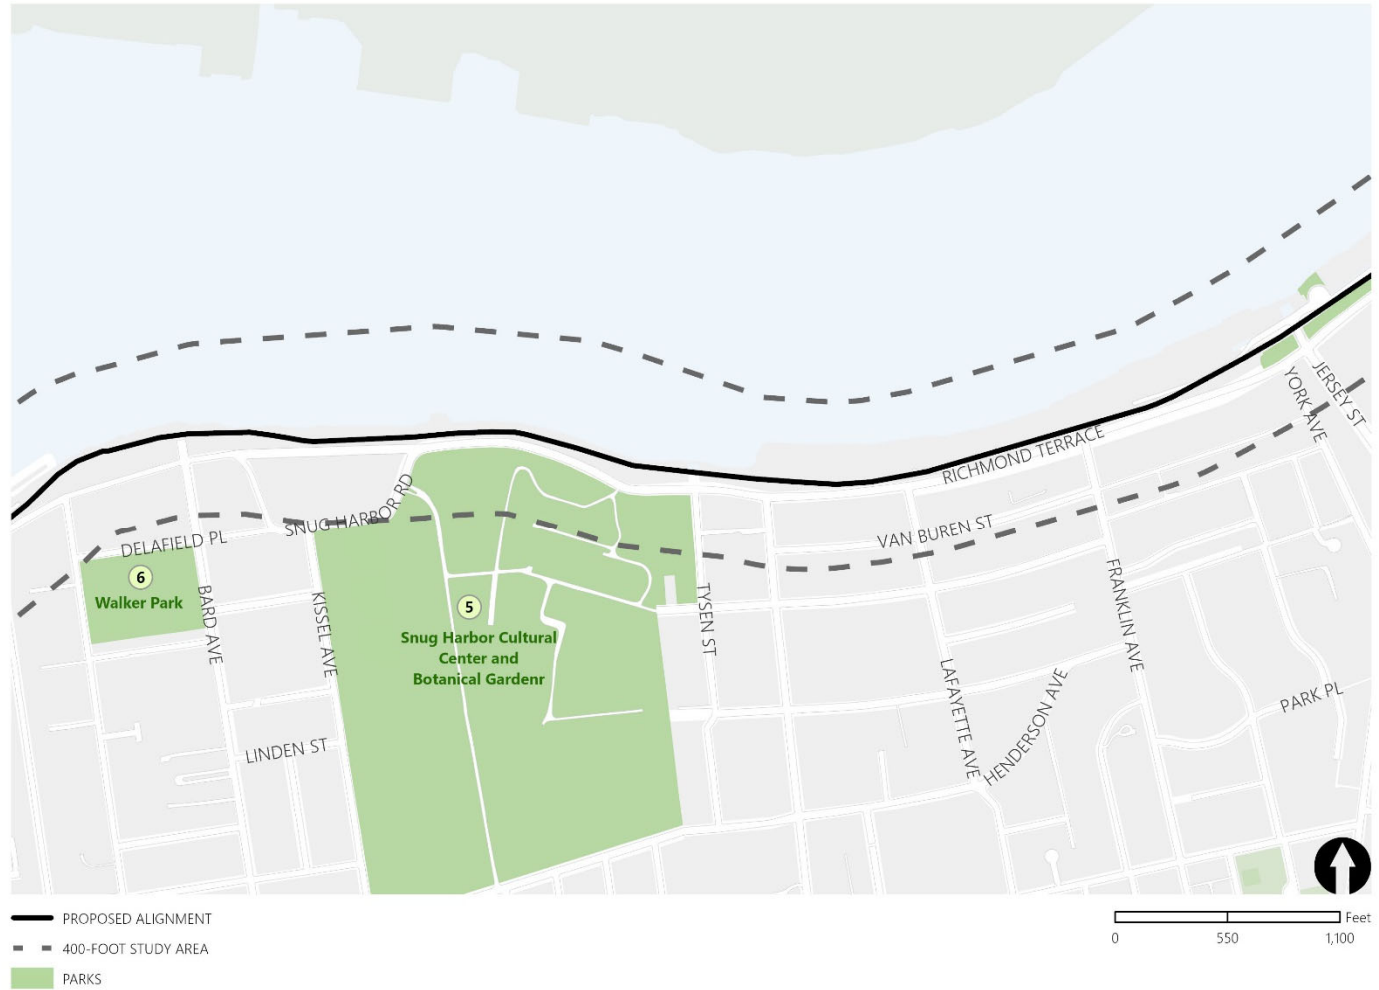 JERSEY ST
YORK AVE
RICHMOND TERRACE
SNUG HARBOR RD
VAN BUREN ST
DELAFIELD PL
6
Walker Park
BARD AVE
KISSEL AVE
5
Snug Harbor Cultural
Center and
Botanical Gardenr
TYSEN ST
FRANKLIN AVE
LAFAYETTE AVE
HENDERSON AVE
PARK PL
LINDEN ST
PROPOSED ALIGNMENT
400-FOOT STUDY AREA
PARKS
Feet
0 550 1,100